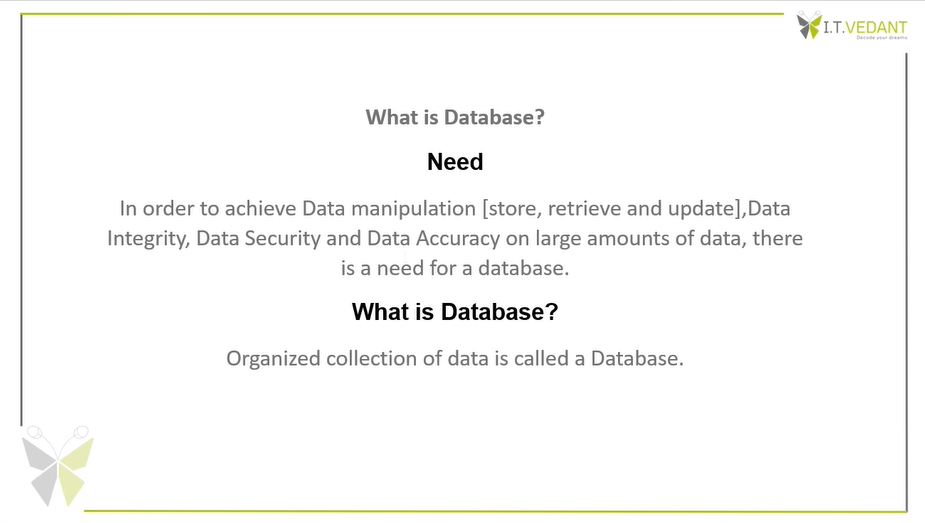 I.T.VEDANT
Decode your dreams
What is Database?
Need
In order to achieve Data manipulation [store, retrieve and update],Data
Integrity, Data Security and Data Accuracy on large amounts of data, there
is a need for a database.
What is Database?
Organized collection of data is called a Database.